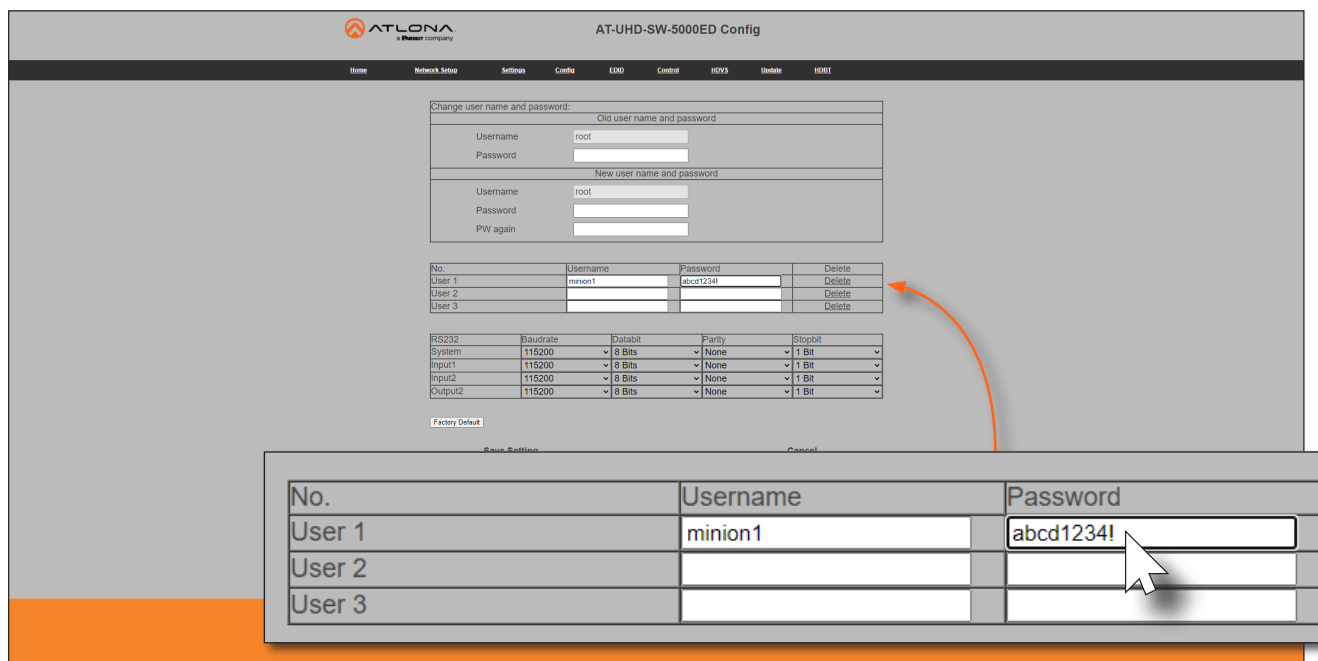 ATLONA
AT-UHD-SW-5000ED Config
a PANDUIT company
Home Network Setup Settings Config EDID Control HDVS Update HDBT
Change user name and password:
Old user name and password
Username root
Password
New user name and password
Username root
Password
PW again
No. Username Password Delete
User 1 minion1 abcd1234! Delete
User 2 Delete
User 3 Delete
RS232 Baudrate Databit Parity Stopbit
System 115200 8 Bits None 1 Bit
Input1 115200 8 Bits None 1 Bit
Input2 115200 8 Bits None 1 Bit
Output2 115200 8 Bits None 1 Bit
Factory Default
Save Setting Cancel
No. Username Password
User 1 minion1 abcd1234!
User 2
User 3